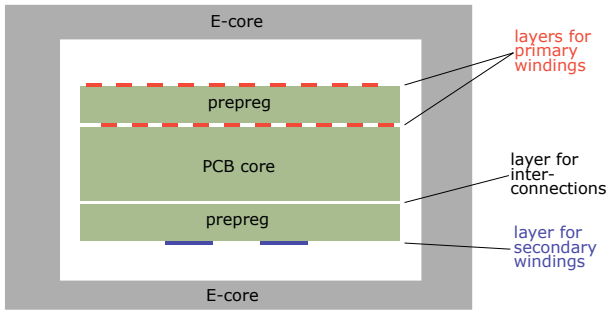 E-core
layers for
primary
windings
prepreg
PCB core
layer for
inter-
connections
prepreg
layer for
secondary
windings
E-core